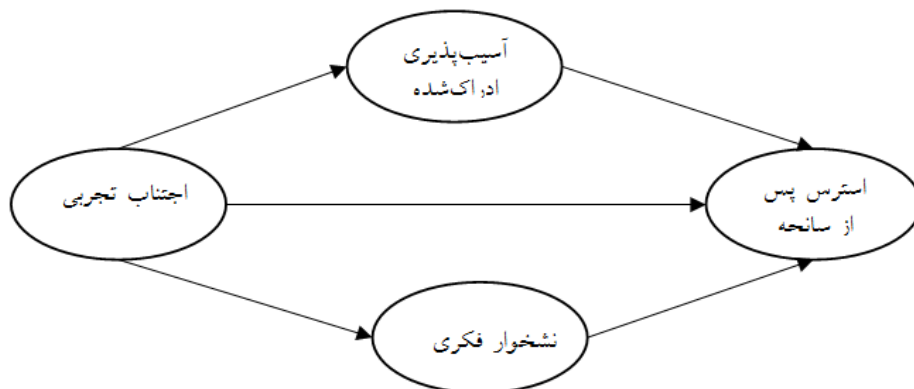 آسیب‌پذیری
ادراک‌شده
اجتناب تجربی
استرس پس
از سانحه
نشخوار فکری